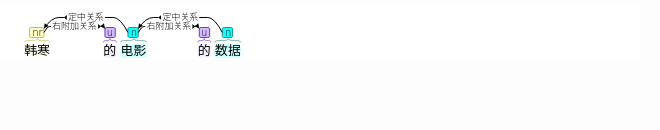 定中关系 定中关系
右附加关系 右附加关系
nr u n u n
韩寒 的 电影 的 数据